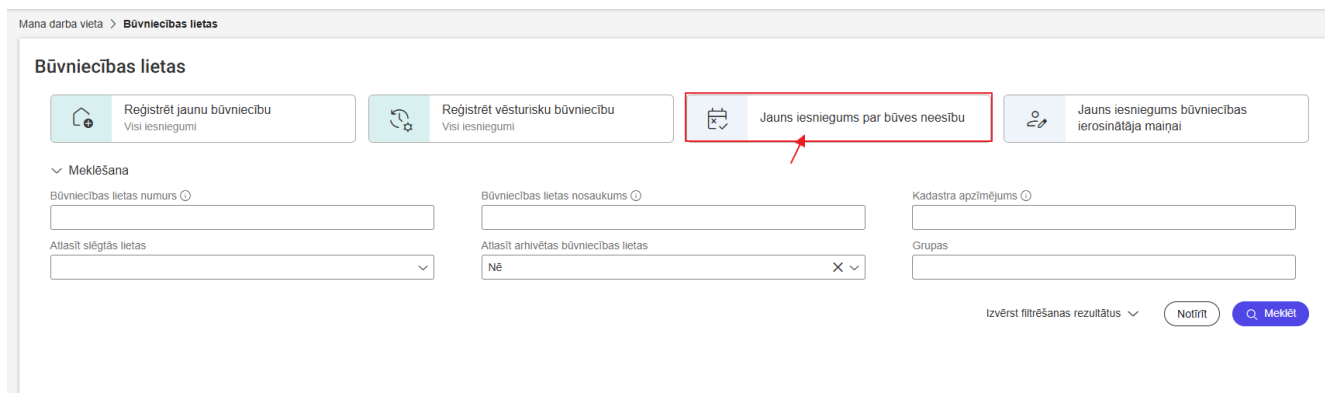 Mana darba vieta > Būvniecības lietas
Būvniecības lietas
Reģistrēt jaunu būvniecību
Visi iesniegumi
Reģistrēt vēsturisku būvniecību
Visi iesniegumi
Jauns iesniegums par būves neesību
Jauns iesniegums būvniecības
ierosinātāja maiņai
Meklēšana
Būvniecības lietas numurs
Būvniecības lietas nosaukums
Kadastra apzīmējums
Atlasīt slēgtās lietas
Atlasīt arhivētas būvniecības lietas
Grupas
Nē
Izvērst filtrēšanas rezultātus
Notīrīt
Meklēt